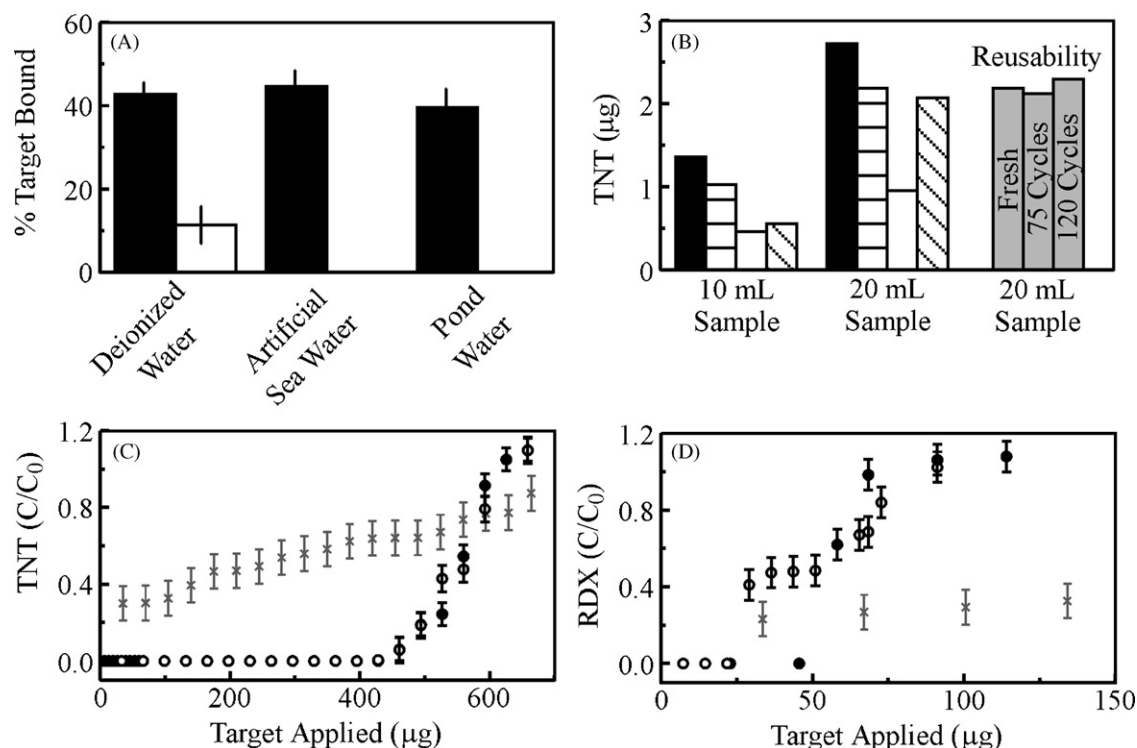 (A)
% Target Bound
60
40
20
0
Deionized
Water
Artificial
Sea Water
Pond
Water
(B)
TNT (μg)
3
2
1
0
Reusability
Fresh
75 Cycles
120 Cycles
10 mL
Sample
20 mL
Sample
20 mL
Sample
(C)
TNT (C/C₀)
1.2
0.8
0.4
0.0
0 200 400 600
Target Applied (μg)
(D)
RDX (C/C₀)
1.2
0.8
0.4
0.0
0 50 100 150
Target Applied (μg)